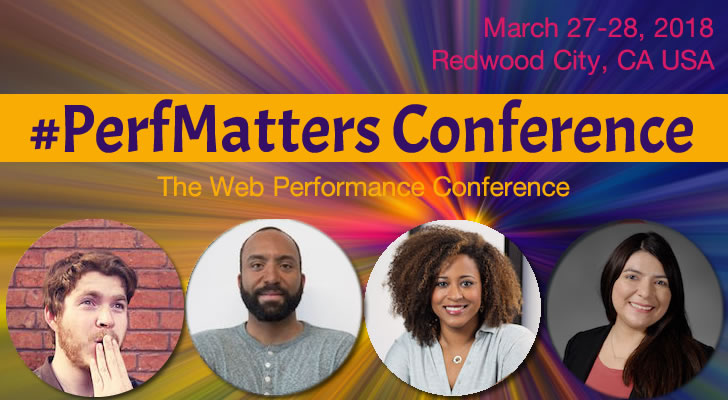 March 27-28, 2018
Redwood City, CA USA
#PerfMatters Conference
The Web Performance Conference